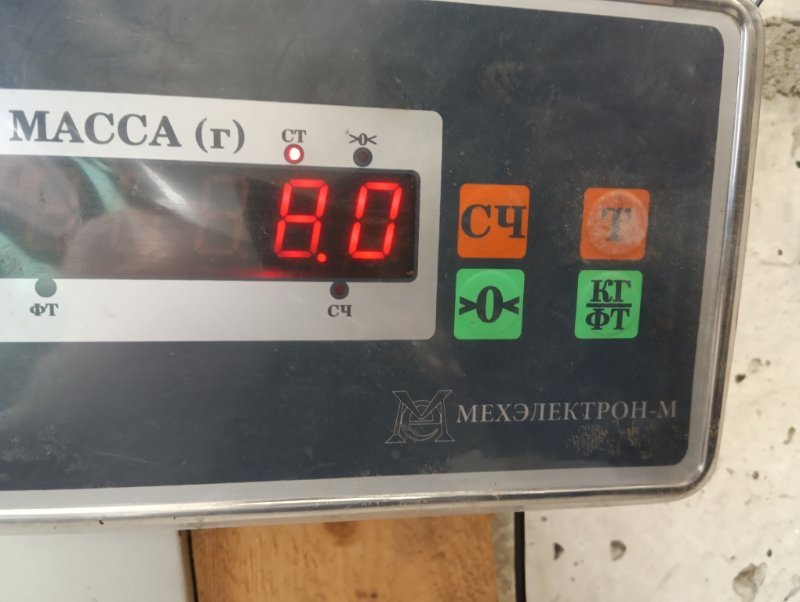 МАССА (г)
СТ >0<
8.0
ФТ СЧ
СЧ Т
>0< КГ
ФТ
МЕХЭЛЕКТРОН-М